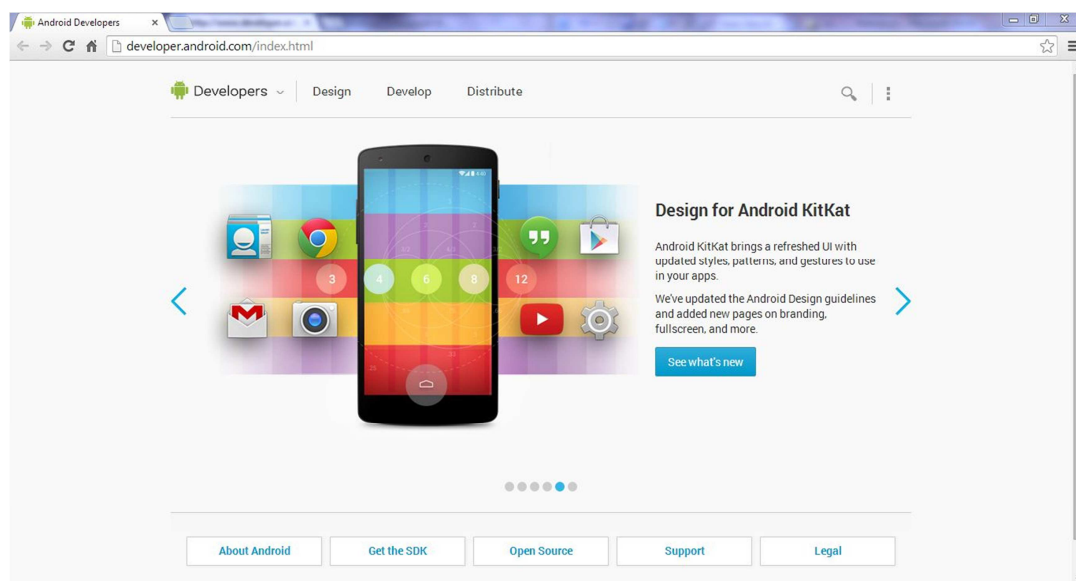 Android Developers
developer.android.com/index.html
Developers
Design
Develop
Distribute
Design for Android KitKat
Android KitKat brings a refreshed UI with
updated styles, patterns, and gestures to use
in your apps.
We've updated the Android Design guidelines
and added new pages on branding,
fullscreen, and more.
See what's new
3 4 6 8 12
About Android
Get the SDK
Open Source
Support
Legal